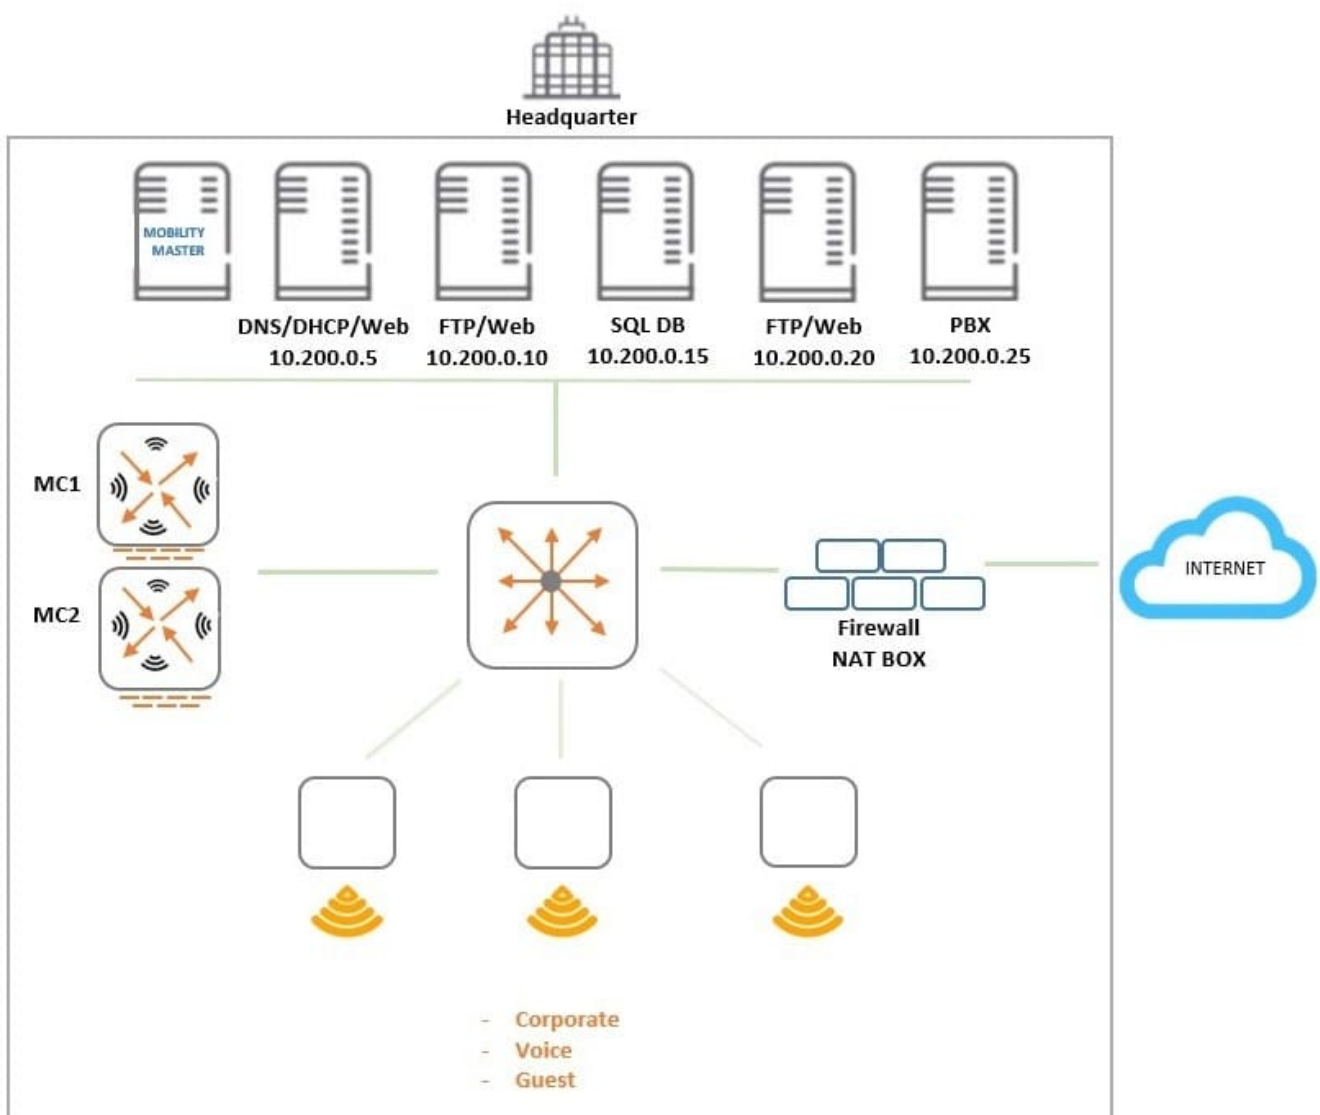 Headquarter
MOBILITY
MASTER
DNS/DHCP/Web
10.200.0.5
FTP/Web
10.200.0.10
SQL DB
10.200.0.15
FTP/Web
10.200.0.20
PBX
10.200.0.25
MC1
MC2
Firewall
NAT BOX
INTERNET
- Corporate
- Voice
- Guest